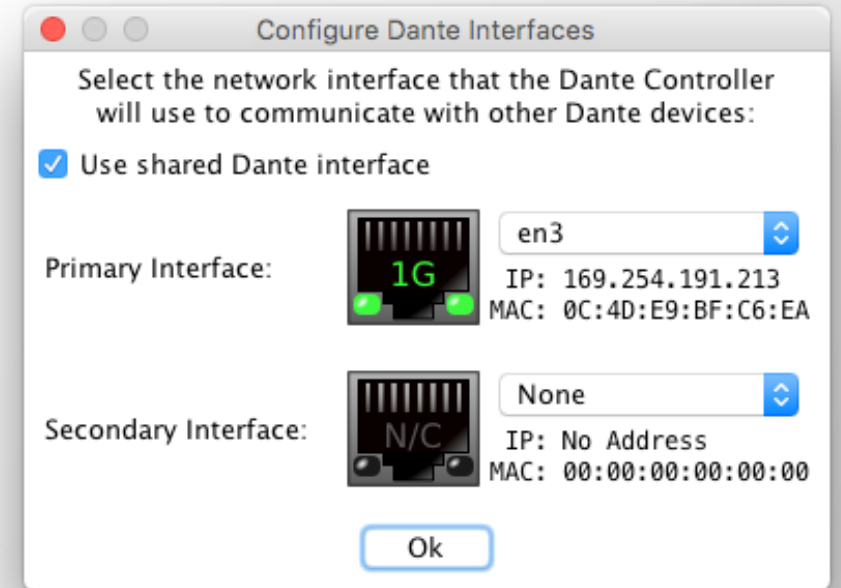 Configure Dante Interfaces
Select the network interface that the Dante Controller
will use to communicate with other Dante devices:
Use shared Dante interface
Primary Interface:
1G
en3
IP: 169.254.191.213
MAC: 0C:4D:E9:BF:C6:EA
Secondary Interface:
N/C
None
IP: No Address
MAC: 00:00:00:00:00:00
Ok